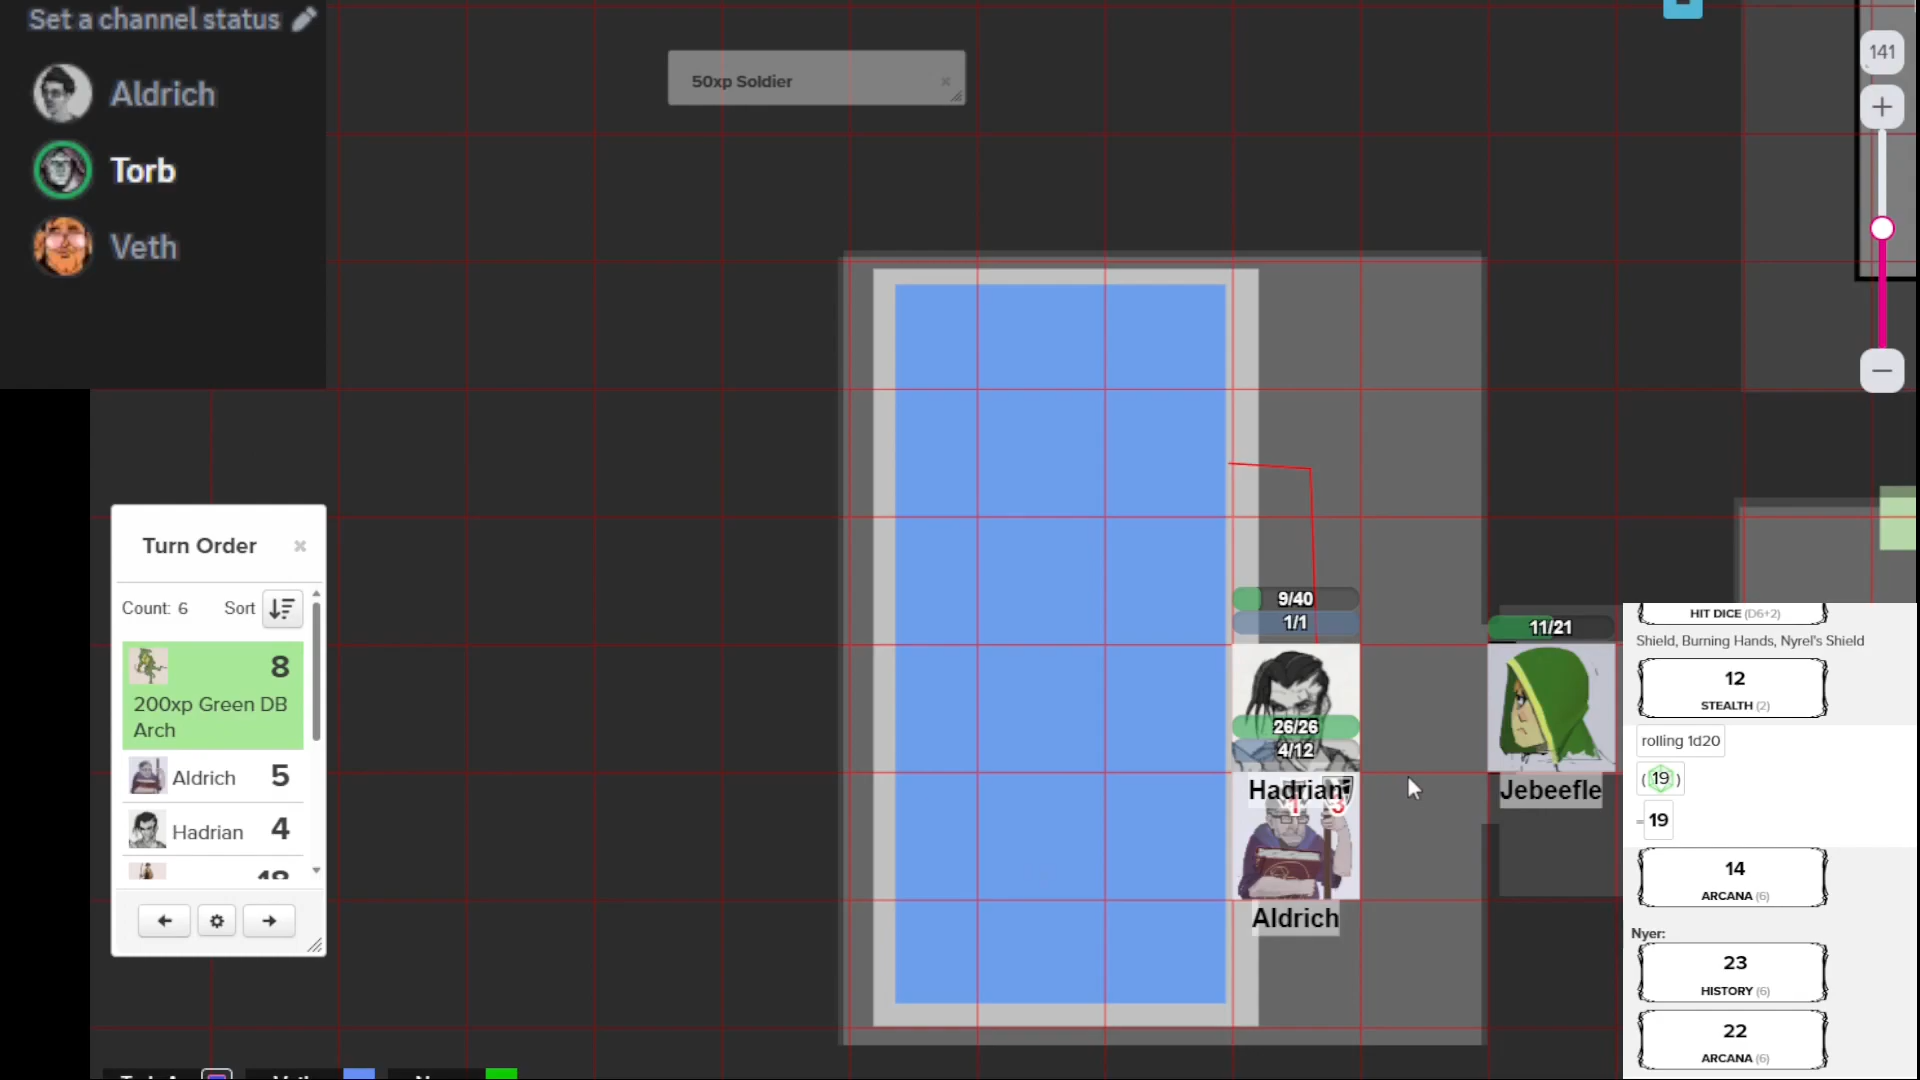 Set a channel status
Aldrich
Torb
Veth
50xp Soldier
141
Turn Order
Count: 6 Sort
8
200xp Green DB
Arch
Aldrich 5
Hadrian 4
9/40
1/1
26/26
4/12
Hadrian
1 3
Aldrich
11/21
Jebeefle
HIT DICE (D6+2)
Shield, Burning Hands, Nyrel's Shield
12
STEALTH (2)
rolling 1d20
(19)
=19
14
ARCANA (6)
Nyer:
23
HISTORY (6)
22
ARCANA (6)